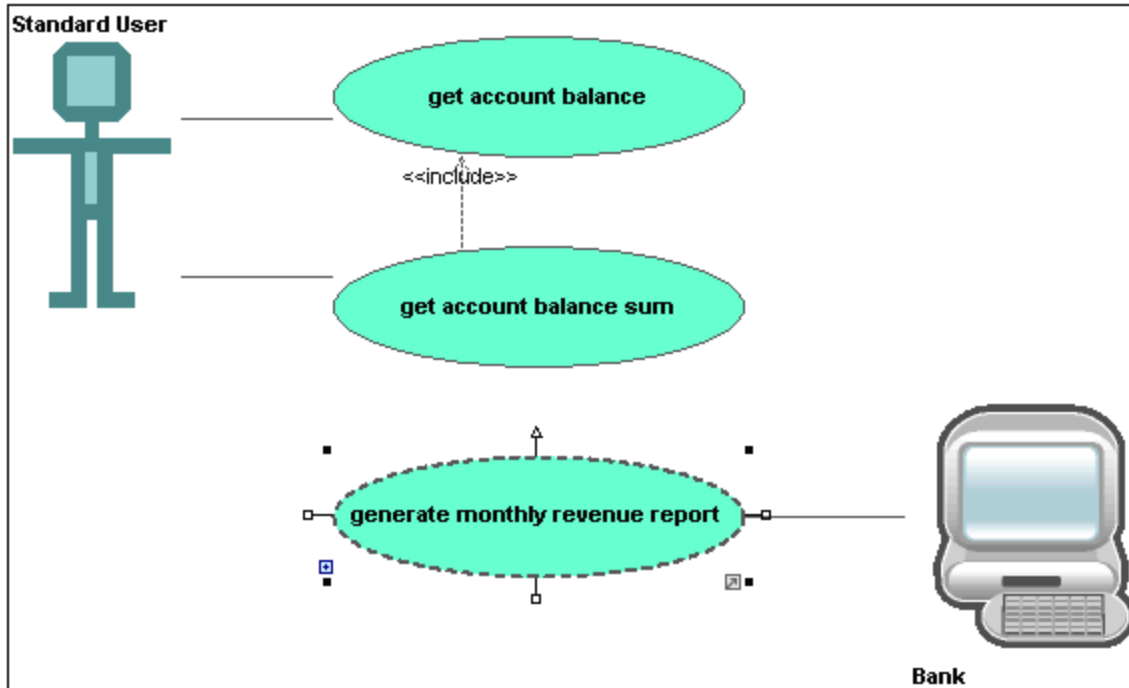 Standard User
get account balance
<<include>>
get account balance sum
generate monthly revenue report
Bank